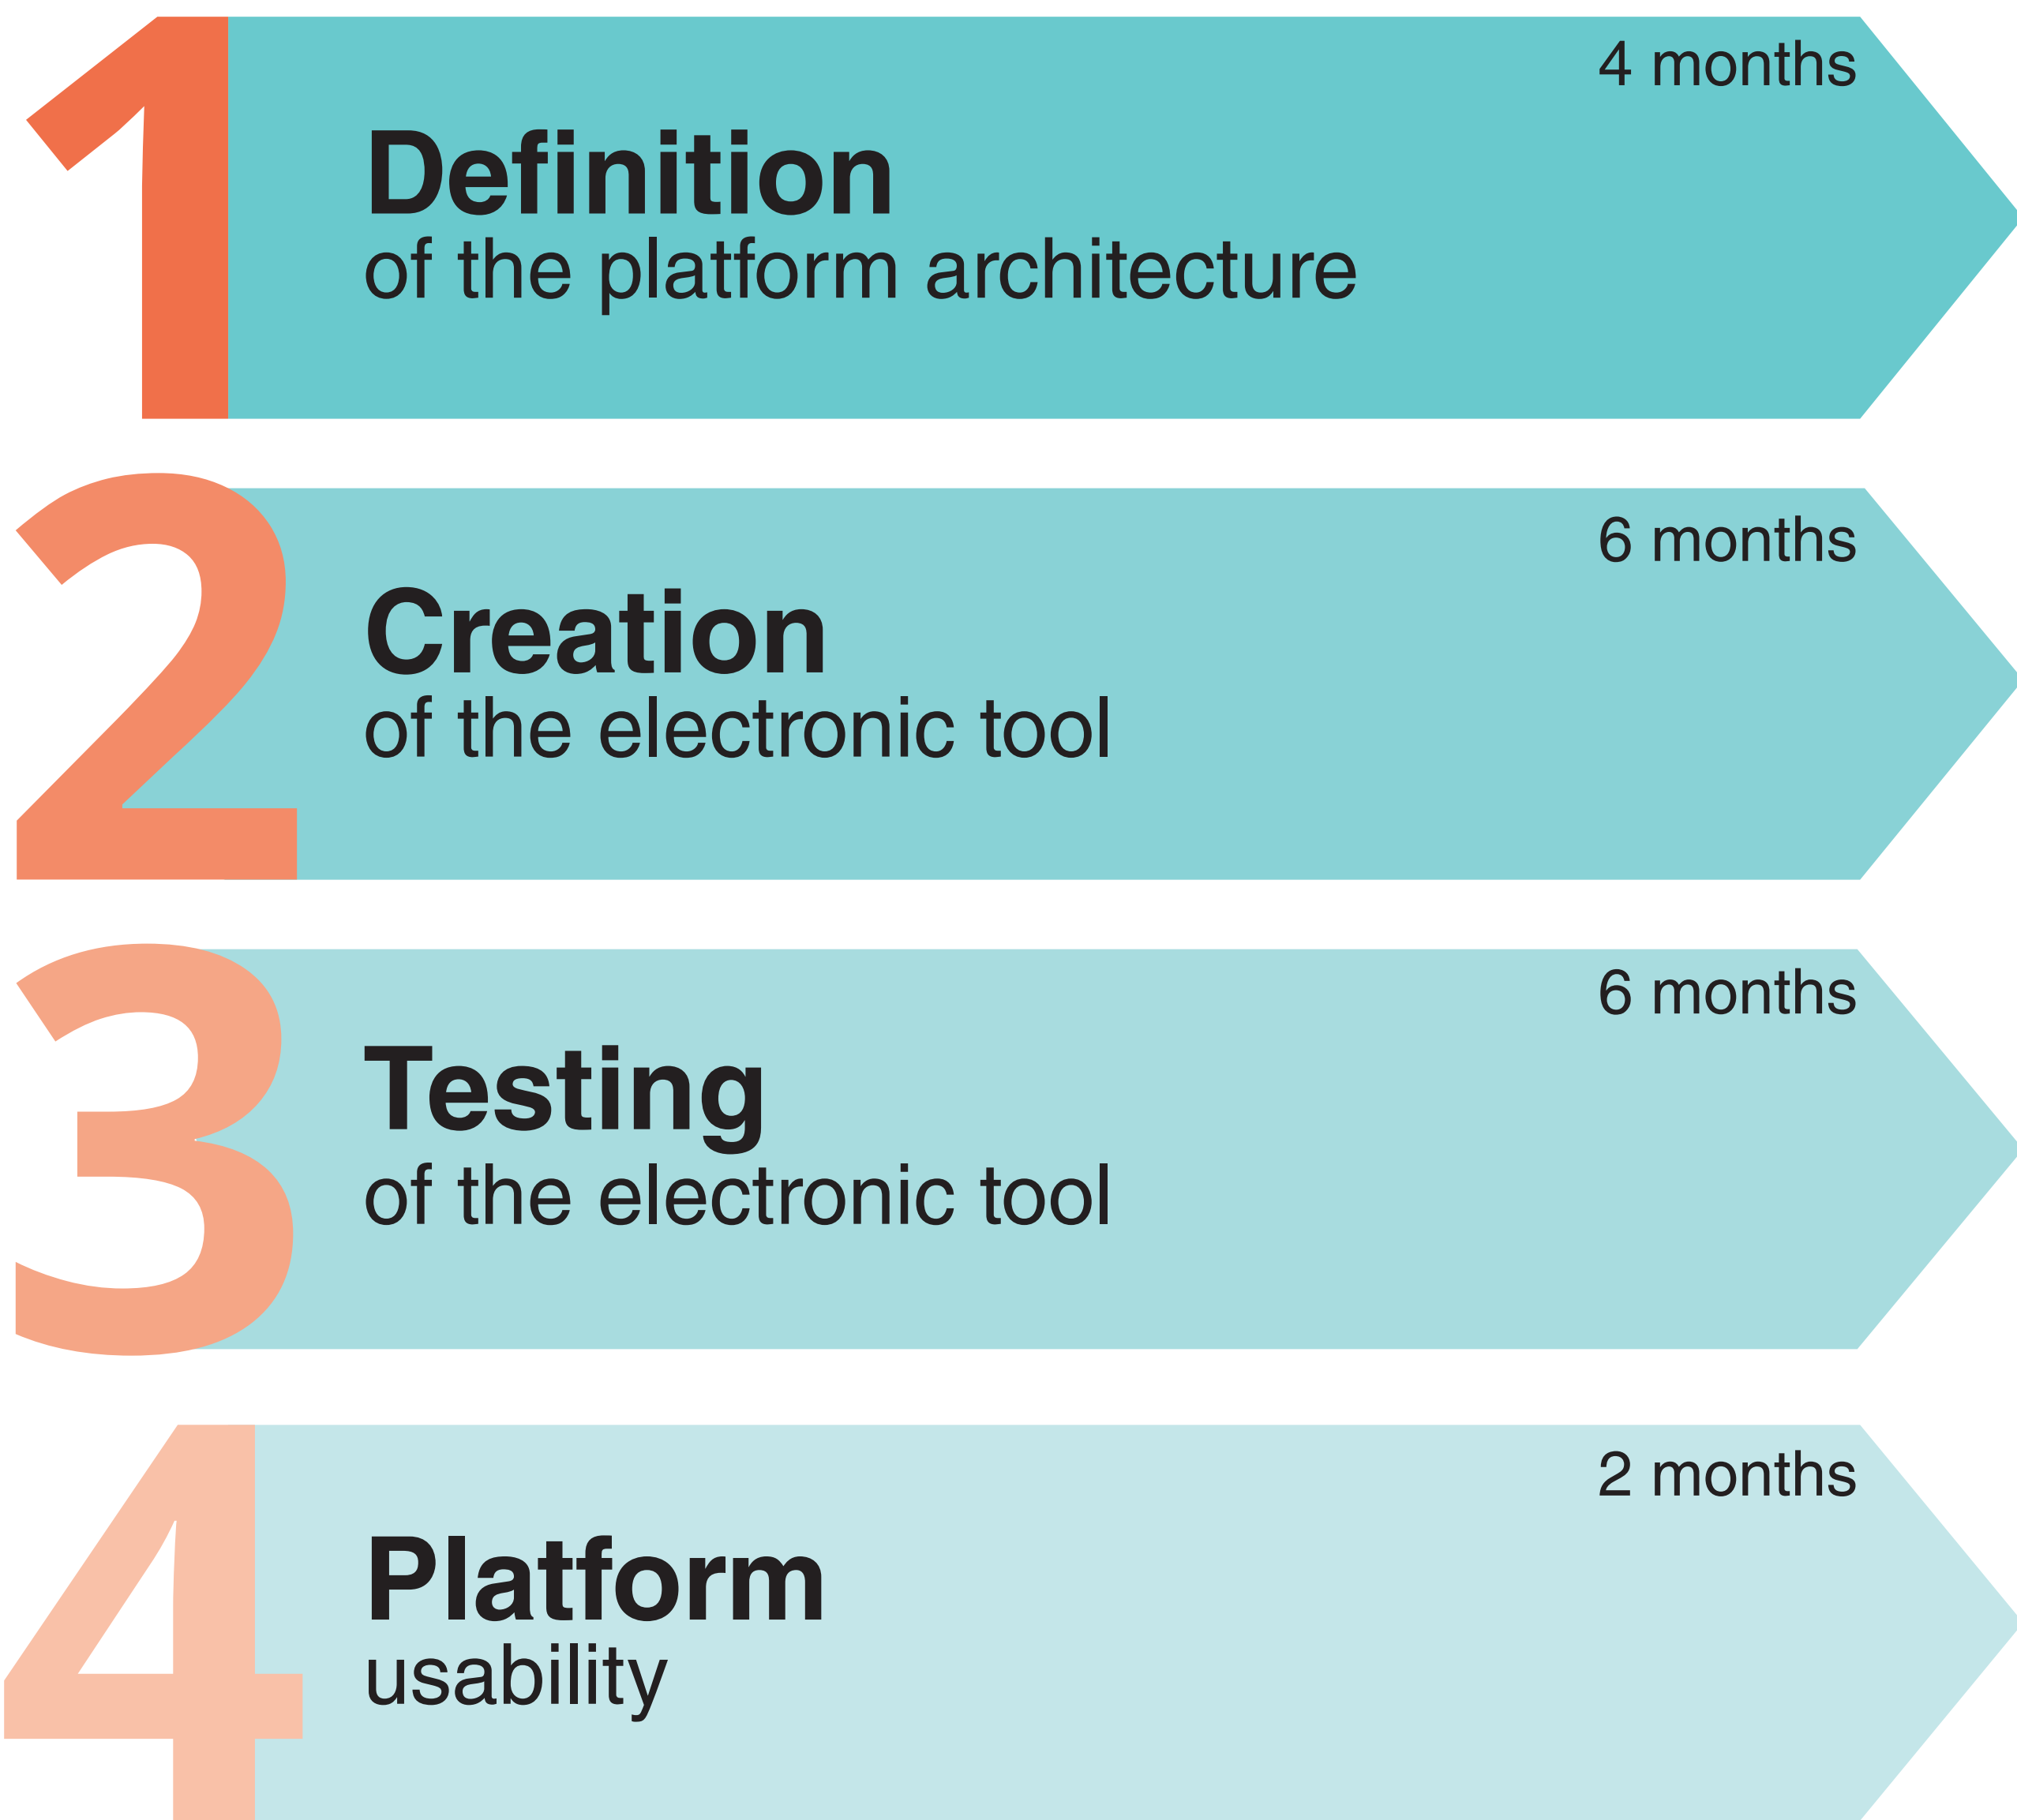 1
4 months
Definition
of the platform architecture
2
6 months
Creation
of the electronic tool
3
6 months
Testing
of the electronic tool
4
2 months
Platform
usability